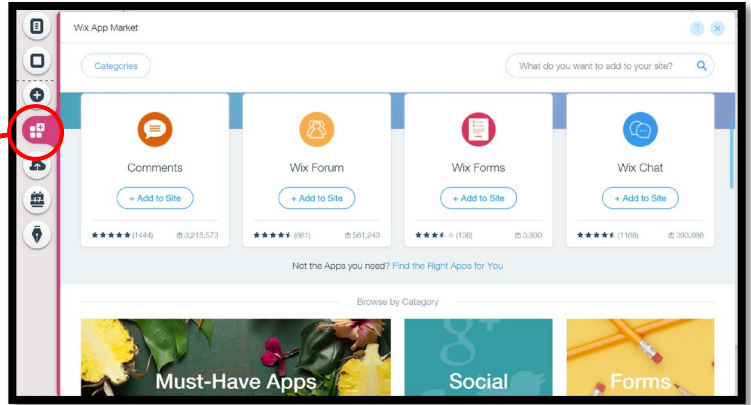 Wix App Market
?
×
Categories
What do you want to add to your site?
Comments
Wix Forum
Wix Forms
Wix Chat
+ Add to Site
+ Add to Site
+ Add to Site
+ Add to Site
(1444) 3,215,573
(861) 561,243
(136) 3,930
(1168) 393,686
Not the Apps you need? Find the Right Apps for You
Browse by Category
Must-Have Apps
Social
Forms
17
g+